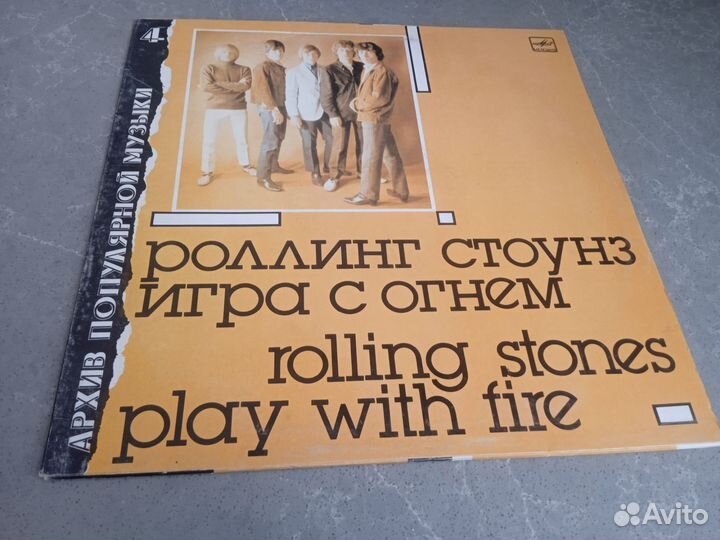 4
АРХИВ ПОПУЛЯРНОЙ МУЗЫКИ
роллинг стоунз
игра с огнем
rolling stones
play with fire
Avito